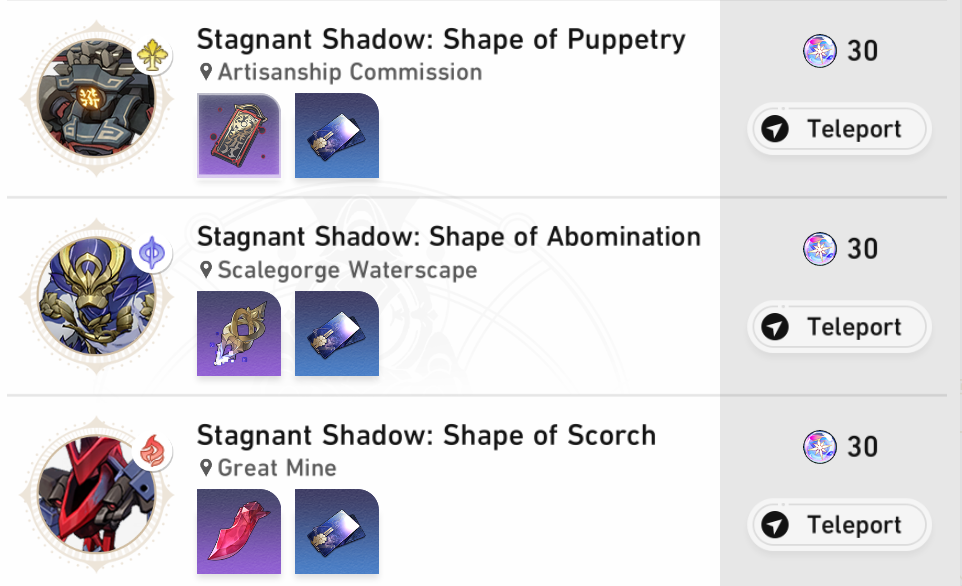 Stagnant Shadow: Shape of Puppetry
Artisanship Commission
30
Teleport
Stagnant Shadow: Shape of Abomination
Scalegorge Waterscape
30
Teleport
Stagnant Shadow: Shape of Scorch
Great Mine
30
Teleport